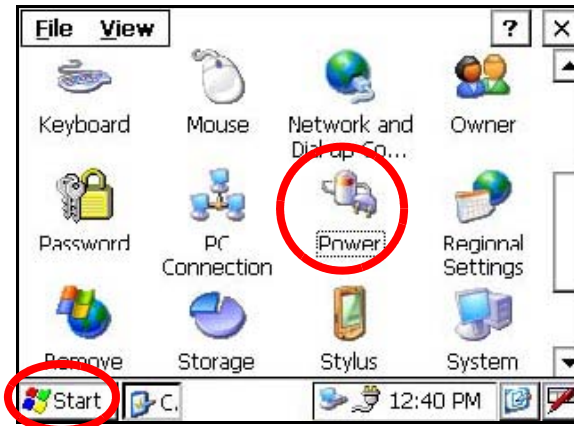 File View ? ×
Keyboard Mouse Network and Dial-up Co... Owner
Password PC Connection Power Regional Settings
Remove Storage Stylus System
Start C. 12:40 PM